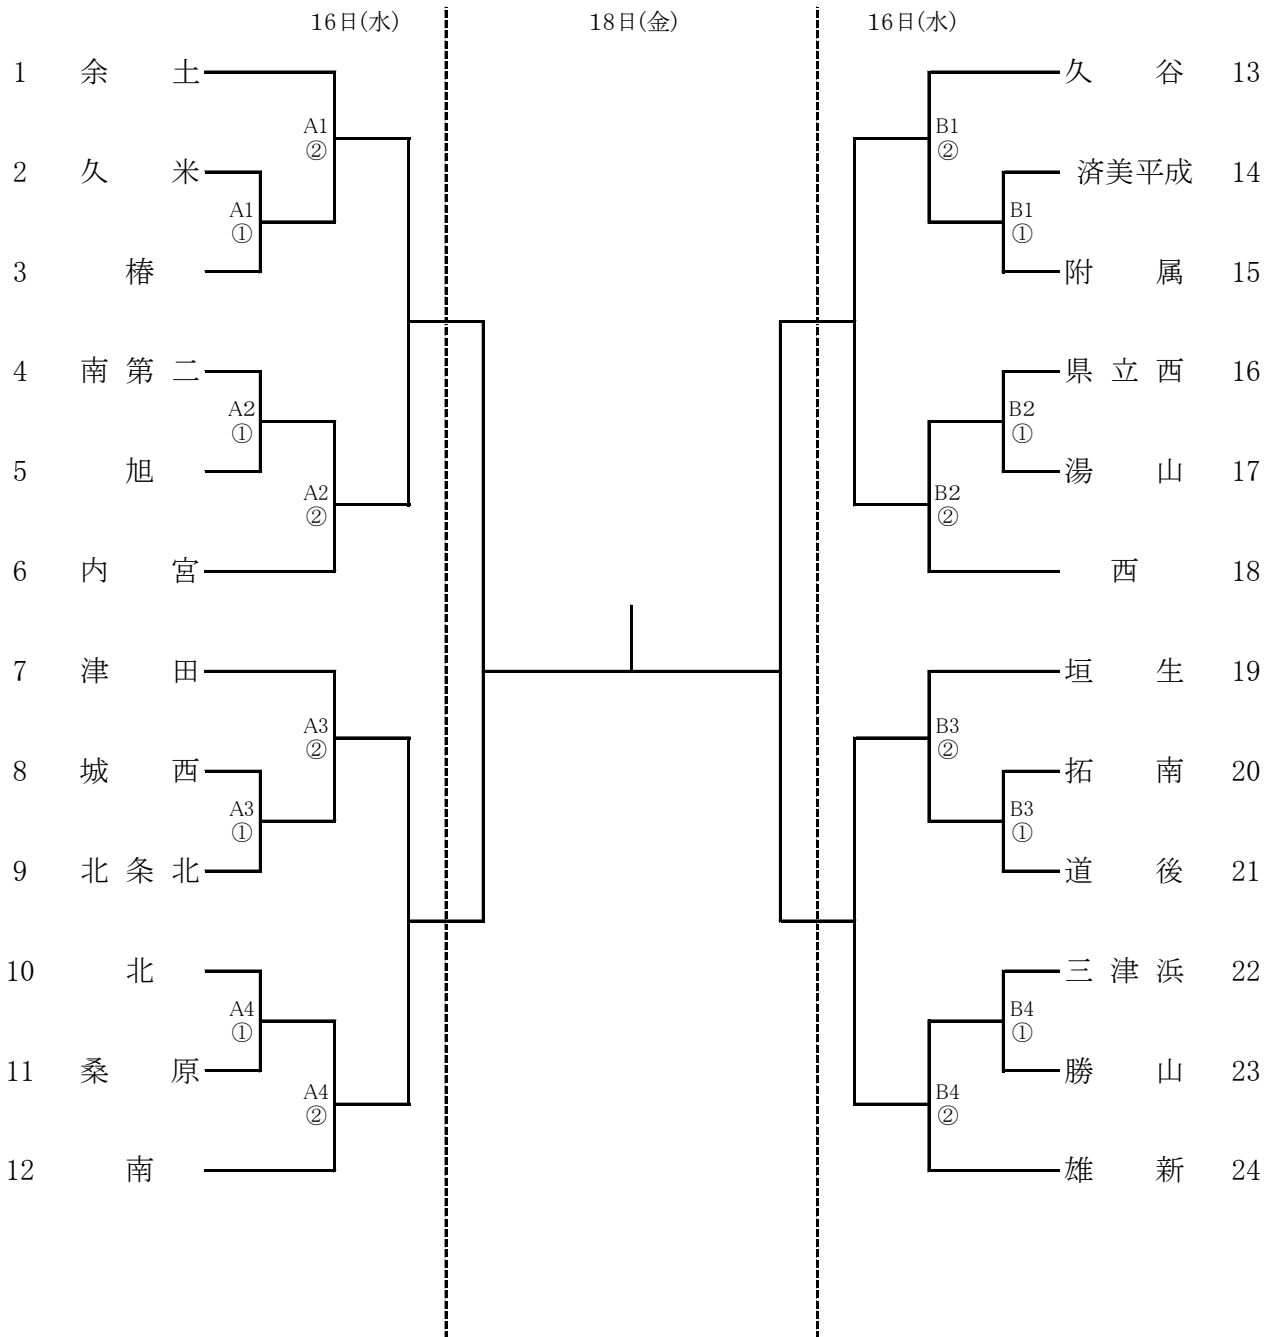 16日(水) 18日(金) 16日(水)
1 余土 久谷 13
A1 B1
② ②
2 久米 済美平成 14
A1 B1
① ①
3 椿 附属 15
4 南第二 県立西 16
A2 B2
① ①
5 旭 湯山 17
A2 B2
② ②
6 内宮 西 18
7 津田 垣生 19
A3 B3
② ②
8 城西 拓南 20
A3 B3
① ①
9 北条北 道後 21
10 北 三津浜 22
A4 B4
① ①
11 桑原 勝山 23
A4 B4
② ②
12 南 雄新 24